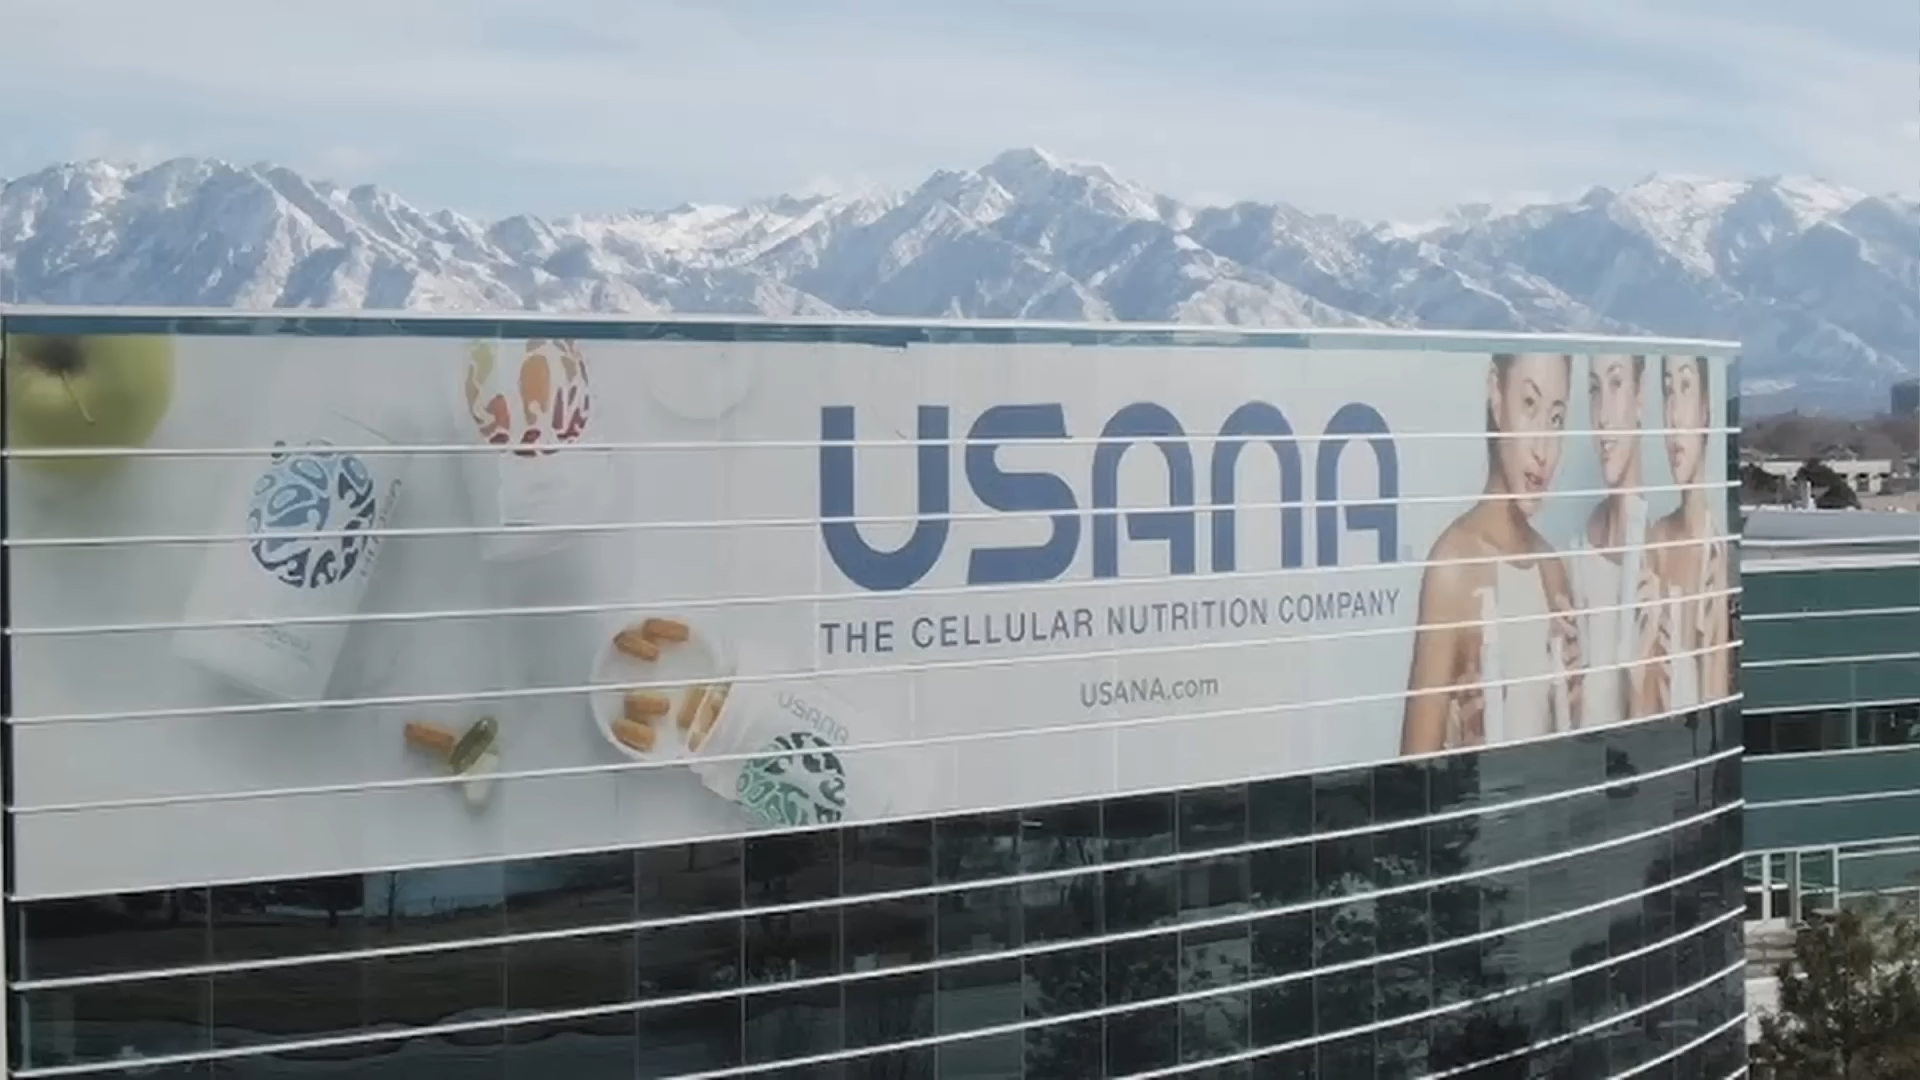 USANA
THE CELLULAR NUTRITION COMPANY
USANA.com
USANA